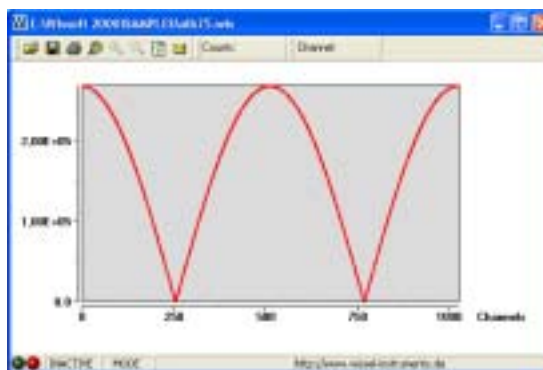 Counts: Channel:
2,00E+05
1,00E+05
0.0
0 250 500 750 1000 Channels
INACTIVE MODE http://www.wissel-instruments.de